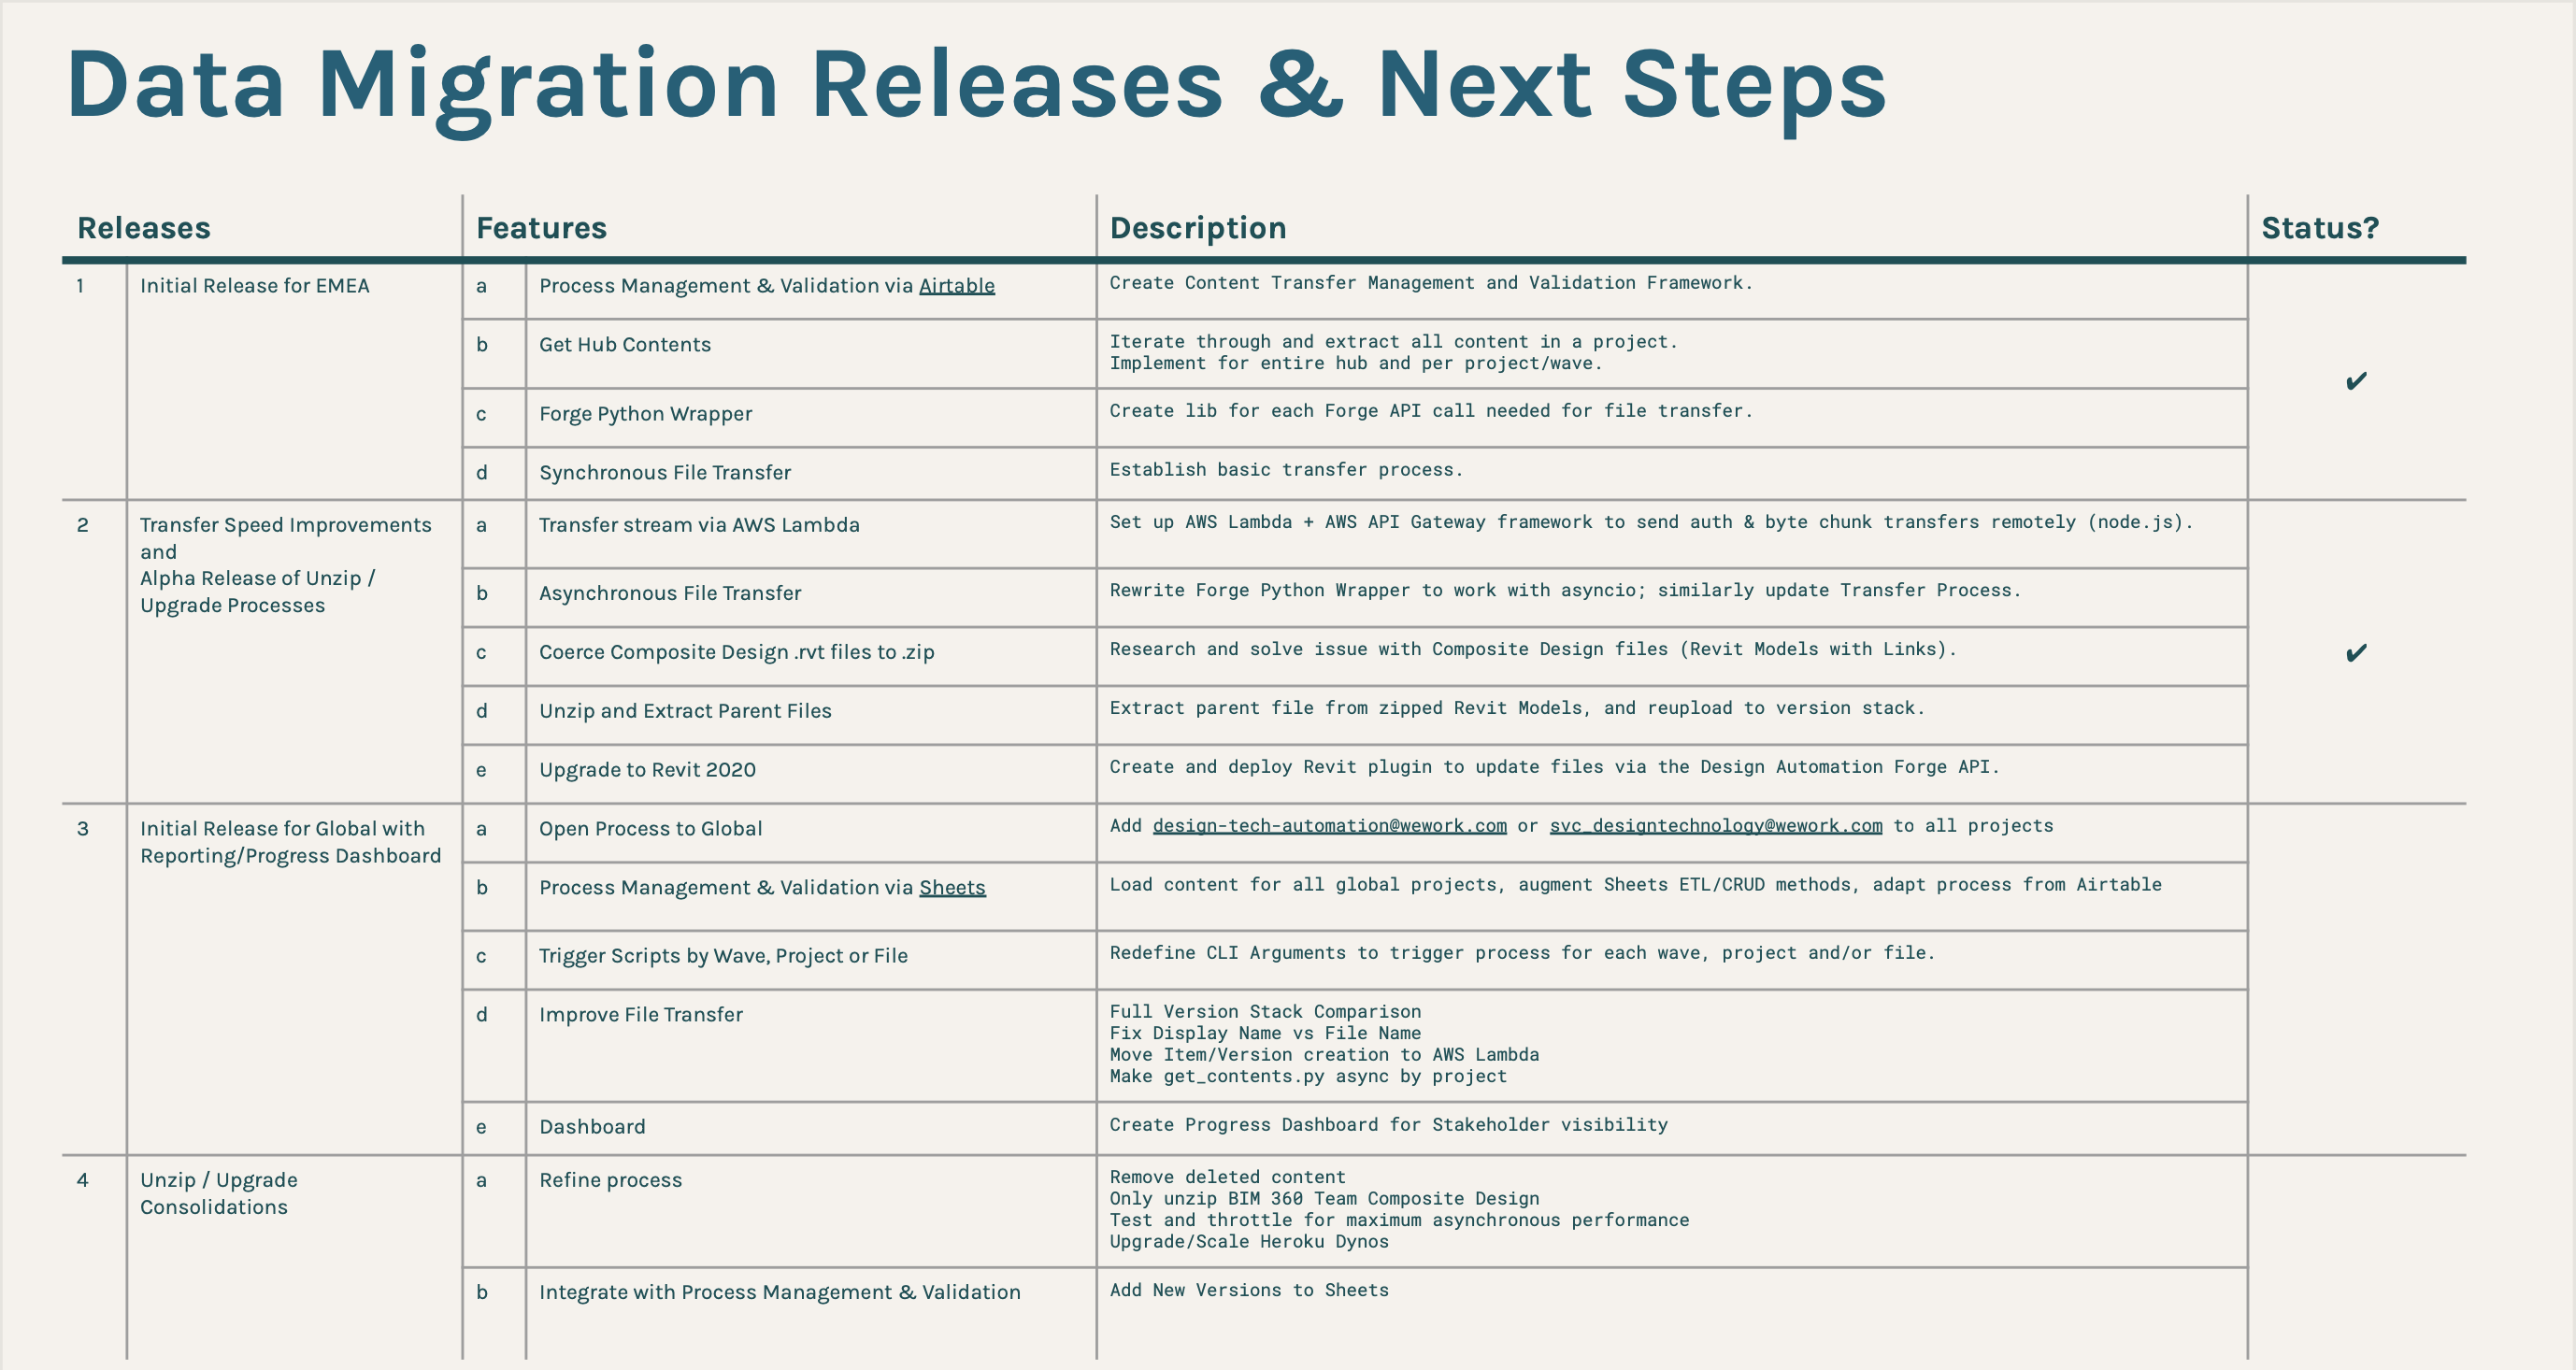 Data Migration Releases & Next Steps
Releases Features Description Status?
1 Initial Release for EMEA a Process Management & Validation via Airtable Create Content Transfer Management and Validation Framework.
b Get Hub Contents Iterate through and extract all content in a project.
Implement for entire hub and per project/wave.
✔
c Forge Python Wrapper Create lib for each Forge API call needed for file transfer.
d Synchronous File Transfer Establish basic transfer process.
2 Transfer Speed Improvements a Transfer stream via AWS Lambda Set up AWS Lambda + AWS API Gateway framework to send auth & byte chunk transfers remotely (node.js).
and
Alpha Release of Unzip / b Asynchronous File Transfer Rewrite Forge Python Wrapper to work with asyncio; similarly update Transfer Process.
Upgrade Processes
c Coerce Composite Design .rvt files to .zip Research and solve issue with Composite Design files (Revit Models with Links). ✔
d Unzip and Extract Parent Files Extract parent file from zipped Revit Models, and reupload to version stack.
e Upgrade to Revit 2020 Create and deploy Revit plugin to update files via the Design Automation Forge API.
3 Initial Release for Global with a Open Process to Global Add design-tech-automation@wework.com or svc_designtechnology@wework.com to all projects
Reporting/Progress Dashboard
b Process Management & Validation via Sheets Load content for all global projects, augment Sheets ETL/CRUD methods, adapt process from Airtable
c Trigger Scripts by Wave, Project or File Redefine CLI Arguments to trigger process for each wave, project and/or file.
d Improve File Transfer Full Version Stack Comparison
Fix Display Name vs File Name
Move Item/Version creation to AWS Lambda
Make get_contents.py async by project
e Dashboard Create Progress Dashboard for Stakeholder visibility
4 Unzip / Upgrade a Refine process Remove deleted content
Consolidations Only unzip BIM 360 Team Composite Design
Test and throttle for maximum asynchronous performance
Upgrade/Scale Heroku Dynos
b Integrate with Process Management & Validation Add New Versions to Sheets